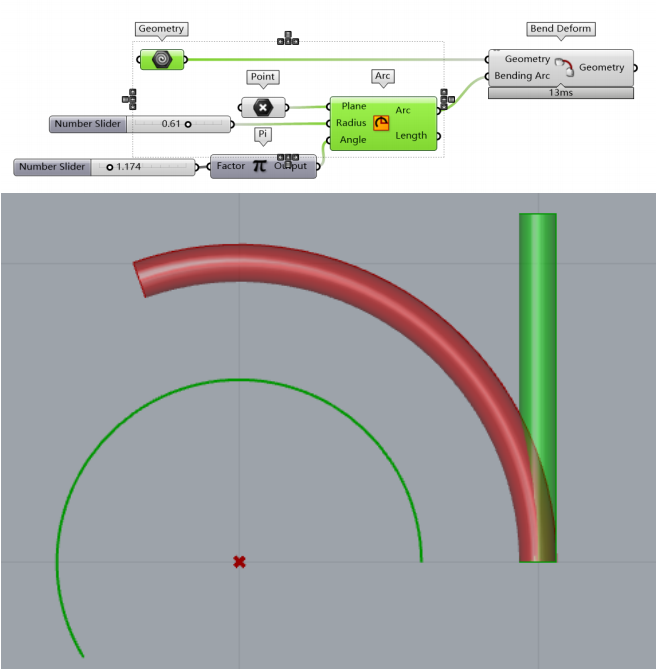 Geometry
Bend Deform
Geometry
Geometry
Bending Arc
13ms
Point
Arc
Plane
Arc
Radius
Angle
Length
Number Slider
0.61
Pi
Number Slider
1.174
Factor
Output